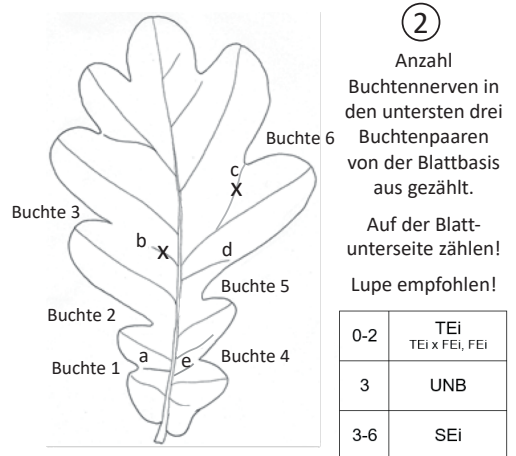 2
Anzahl
Buchtennerven in
den untersten drei
Buchtenpaaren
von der Blattbasis
aus gezählt.
Auf der Blatt-
unterseite zählen!
Lupe empfohlen!
0-2 TEi
TEi x FEi, FEi
3 UNB
3-6 SEi
Buchte 6
c
X
Buchte 3
b
X
d
Buchte 5
Buchte 2
a
e
Buchte 4
Buchte 1